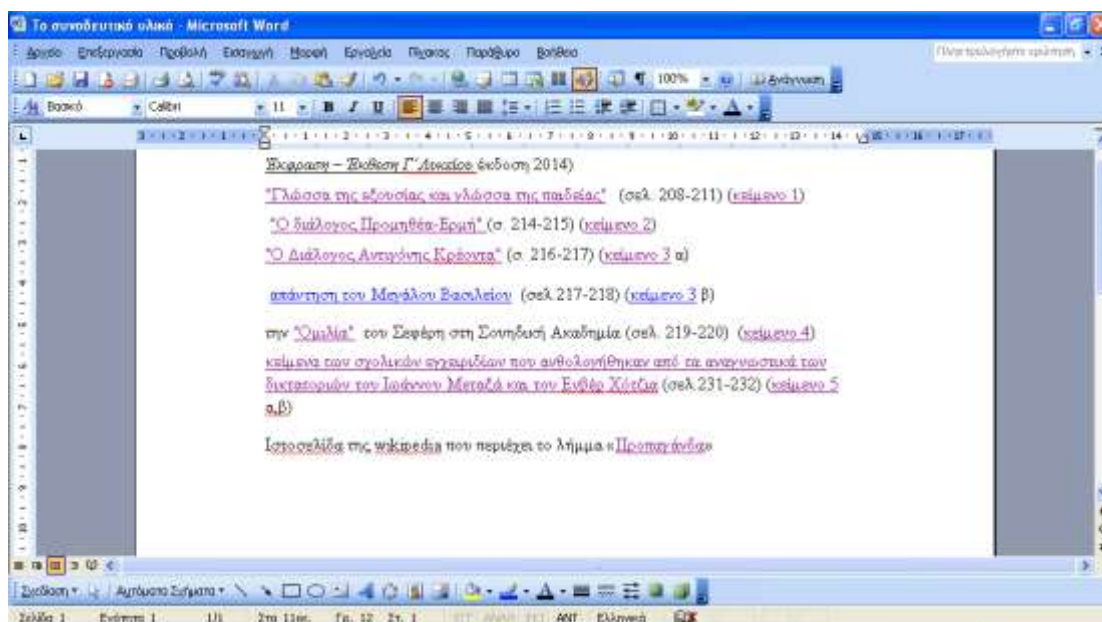 Το συνοδευτικό υλικό - Microsoft Word
Αρχείο Επεξεργασία Προβολή Εισαγωγή Μορφή Εργαλεία Πίνακας Παράθυρο Βοήθεια
100% Ανάγνωση
Βασικό Calibri 11 B I U
Έκφραση – Έκθεση Γ΄ Λυκείου έκδοση 2014)
"Γλώσσα της εξουσίας και γλώσσα της παιδείας" (σελ. 208-211) (κείμενο 1)
"Ο διάλογος Προμηθέα-Ερμή" (σ. 214-215) (κείμενο 2)
"Ο Διάλογος Αντιγόνης Κρέοντα" (σ. 216-217) (κείμενο 3 α)
απάντηση του Μεγάλου Βασιλείου (σελ.217-218) (κείμενο 3 β)
την "Ομιλία" του Σεφέρη στη Σουηδική Ακαδημία (σελ. 219-220) (κείμενο 4)
κείμενα των σχολικών εγχειριδίων που ανθολογήθηκαν από τα αναγνωστικά των
δικτατοριών του Ιωάννου Μεταξά και του Ενβέρ Χότζια (σελ.231-232) (κείμενο 5
α,β)
Ιστοσελίδα της wikipedia που περιέχει το λήμμα «Προπαγάνδα»
Σχεδίαση Αυτόματα Σχήματα
Σελίδα 1 Ενότητα 1 1/1 Στα 11εκ. Γρ. 12 Στ. 1 ΑΝΤ Ελληνικά